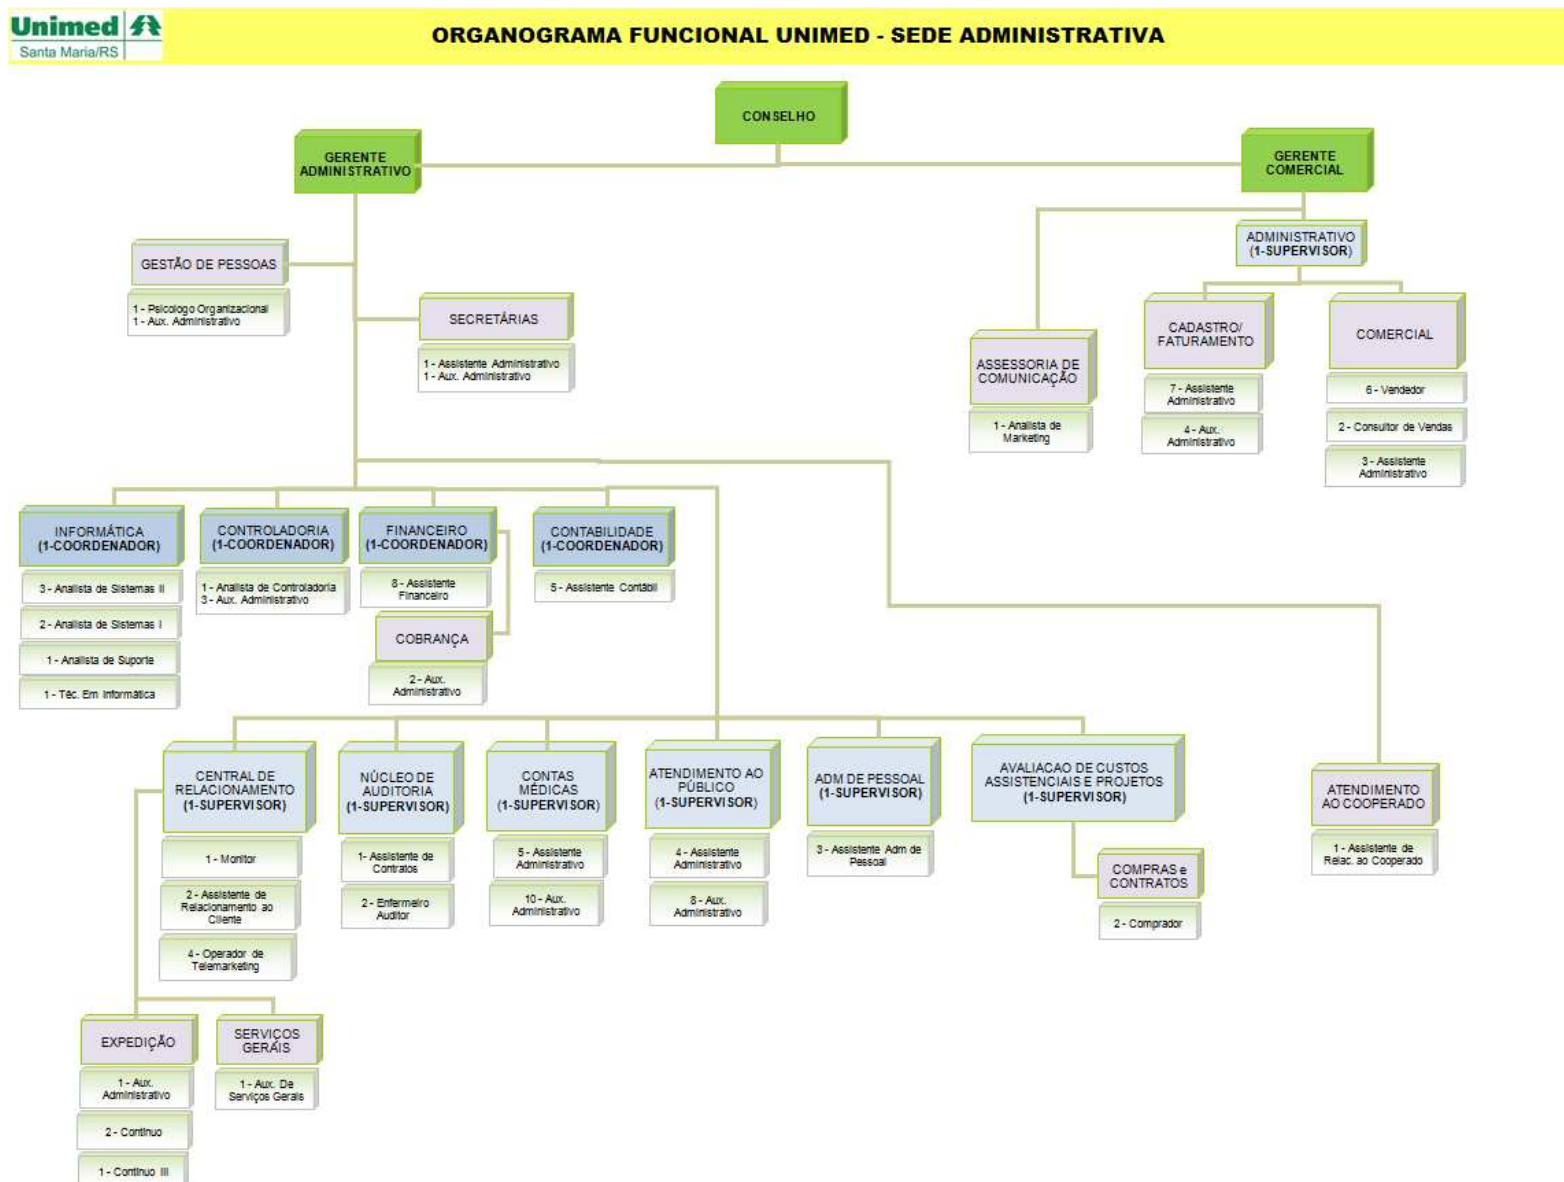 Unimed
Santa Maria/RS
ORGANOGRAMA FUNCIONAL UNIMED - SEDE ADMINISTRATIVA
CONSELHO
GERENTE
ADMINISTRATIVO
GERENTE
COMERCIAL
GESTÃO DE PESSOAS
1 - Psicologo Organizacional
1 - Aux. Administrativo
SECRETÁRIAS
1 - Assistente Administrativo
1 - Aux. Administrativo
ADMINISTRATIVO
(1-SUPERVISOR)
ASSESSORIA DE
COMUNICAÇÃO
1 - Analista de
Marketing
CADASTRO/
FATURAMENTO
7 - Assistente
Administrativo
4 - Aux.
Administrativo
COMERCIAL
6 - Vendedor
2 - Consultor de Vendas
3 - Assistente
Administrativo
INFORMÁTICA
(1-COORDENADOR)
3 - Analista de Sistemas II
2 - Analista de Sistemas I
1 - Analista de Suporte
1 - Téc. Em Informática
CONTROLADORIA
(1-COORDENADOR)
1 - Analista de Controladoria
3 - Aux. Administrativo
FINANCEIRO
(1-COORDENADOR)
8 - Assistente
Financeiro
COBRANÇA
2 - Aux.
Administrativo
CONTABILIDADE
(1-COORDENADOR)
5 - Assistente Contábil
CENTRAL DE
RELACIONAMENTO
(1-SUPERVISOR)
1 - Monitor
2 - Assistente de
Relacionamento ao
Cliente
4 - Operador de
Telemarketing
NÚCLEO DE
AUDITORIA
(1-SUPERVISOR)
1- Assistente de
Contratos
2 - Enfermeiro
Auditor
CONTAS
MÉDICAS
(1-SUPERVISOR)
5 - Assistente
Administrativo
10 - Aux.
Administrativo
ATENDIMENTO AO
PÚBLICO
(1-SUPERVISOR)
4 - Assistente
Administrativo
8 - Aux.
Administrativo
ADM DE PESSOAL
(1-SUPERVISOR)
3 - Assistente Adm de
Pessoal
AVALIACAO DE CUSTOS
ASSISTENCIAIS E PROJETOS
(1-SUPERVISOR)
COMPRAS e
CONTRATOS
2 - Comprador
ATENDIMENTO
AO COOPERADO
1 - Assistente de
Relac. ao Cooperado
EXPEDIÇÃO
1 - Aux.
Administrativo
2 - Contínuo
1 - Contínuo III
SERVIÇOS
GERAIS
1 - Aux. De
Serviços Gerais